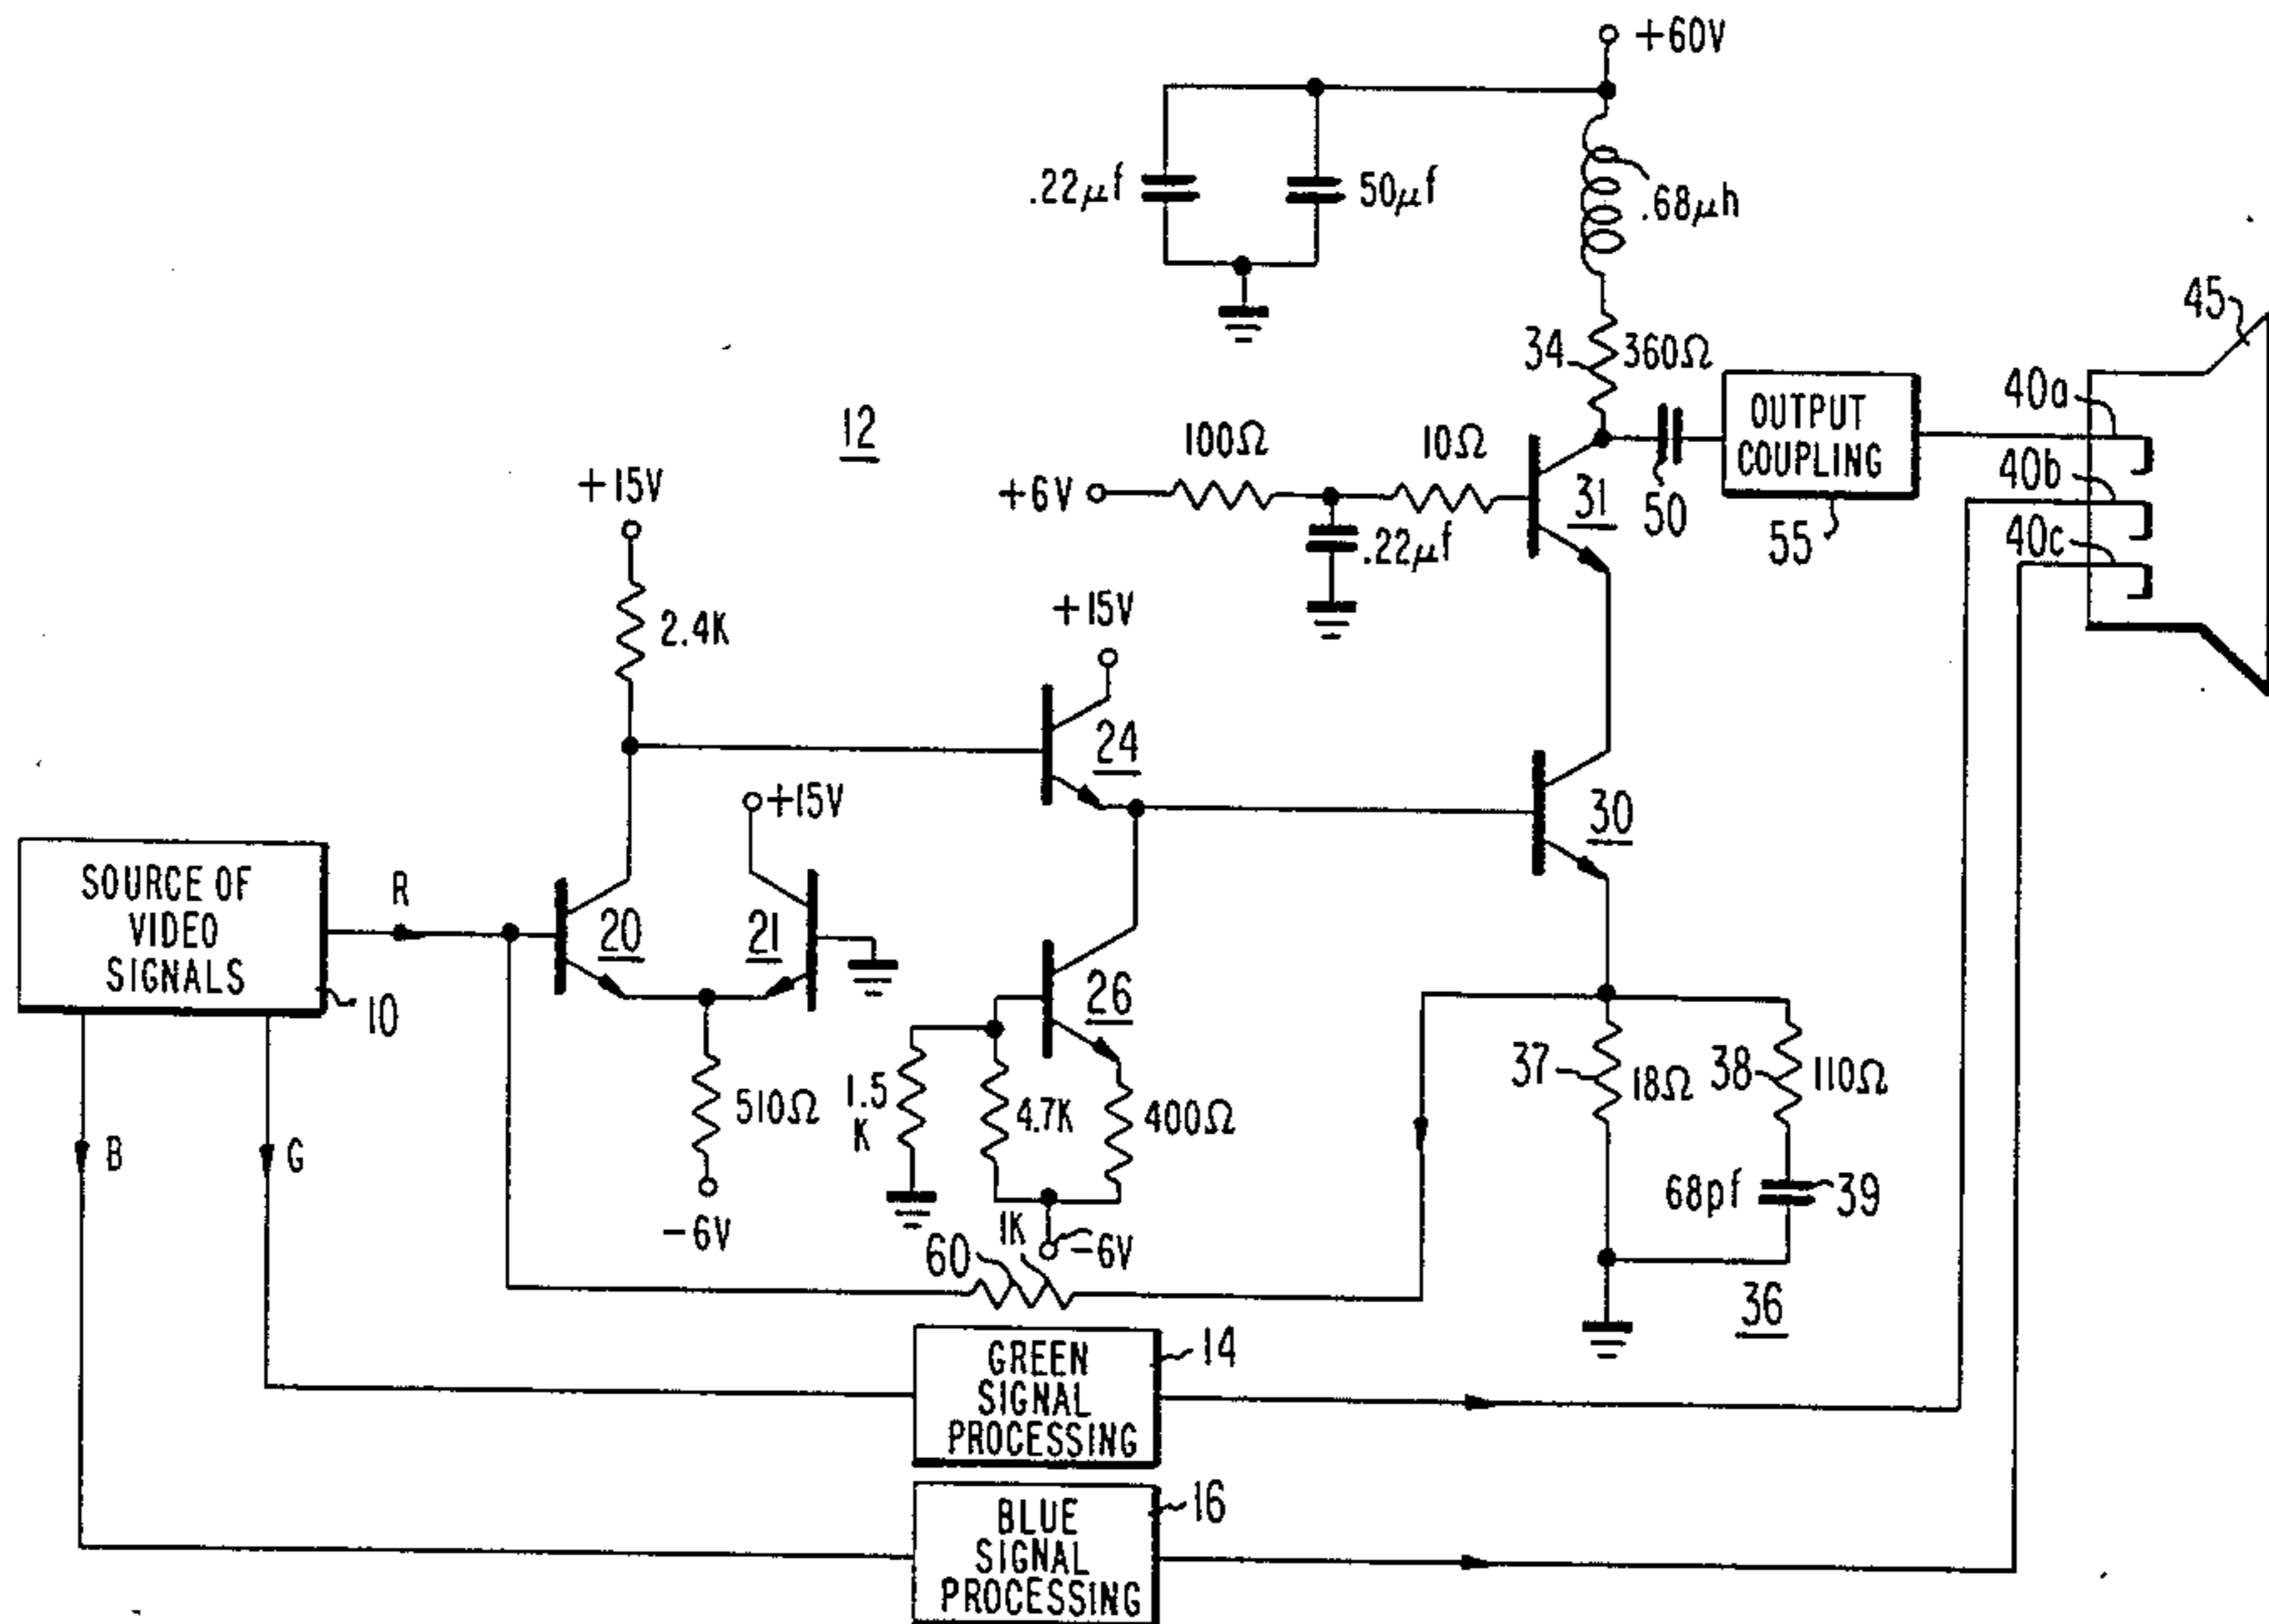 +60V
.22μf
50μf
.68μh
45
34
360Ω
12
100Ω
10Ω
OUTPUT
COUPLING
40a
40b
40c
+15V
+6V
31
50
55
.22μf
2.4K
+15V
24
+15V
30
SOURCE OF
VIDEO
SIGNALS
R
20
21
26
10
510Ω
1.5
K
4.7K
400Ω
37
18Ω
38
110Ω
B
G
-6V
68pf
39
1K
-6V
60
36
GREEN
SIGNAL
PROCESSING
14
BLUE
SIGNAL
PROCESSING
16